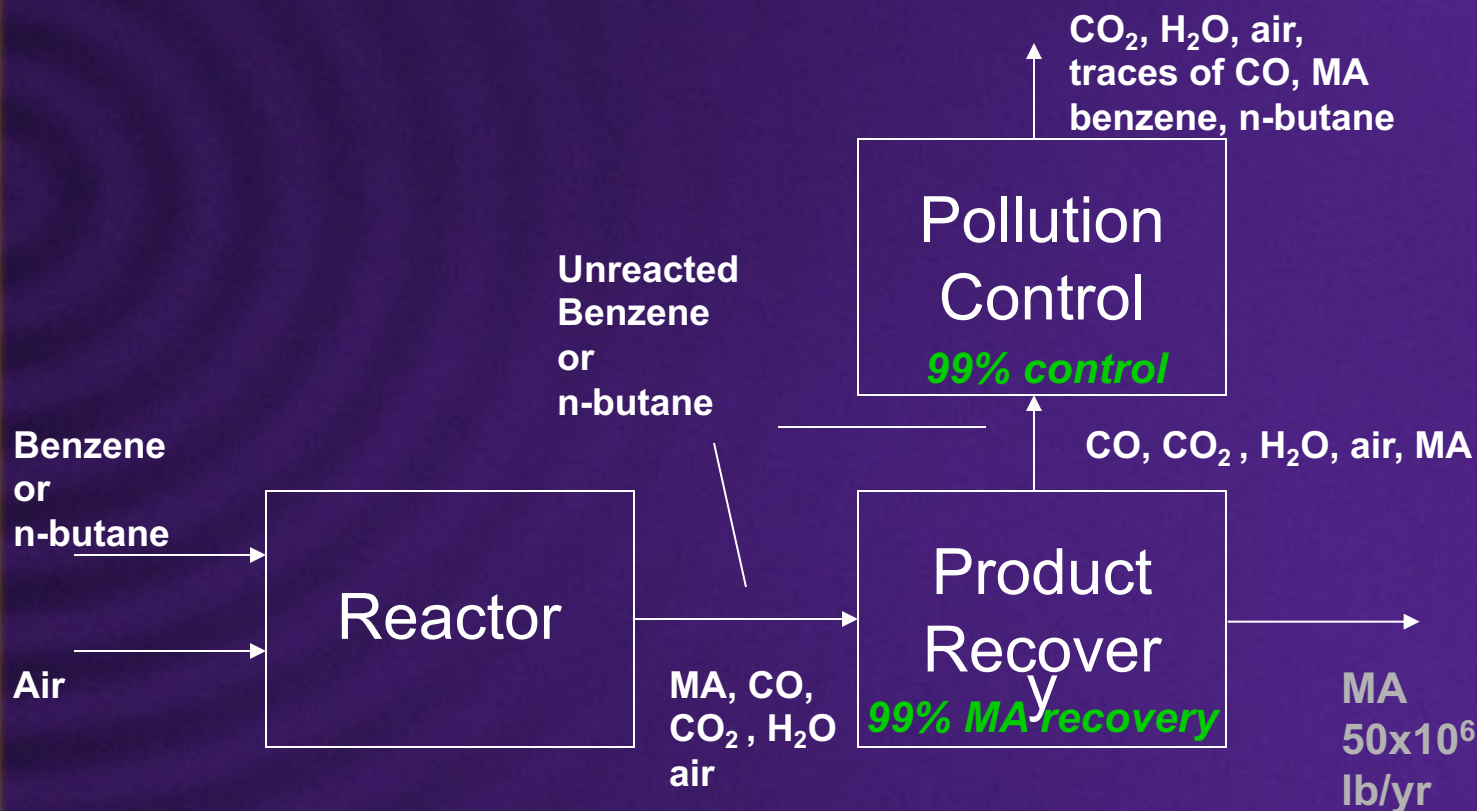 CO₂, H₂O, air,
traces of CO, MA
benzene, n-butane
Pollution
Control
99% control
Unreacted
Benzene
or
n-butane
CO, CO₂ , H₂O, air, MA
Benzene
or
n-butane
Air
Reactor
MA, CO,
CO₂ , H₂O
air
Product
Recover
y
99% MA recovery
MA
50x10⁶
lb/yr